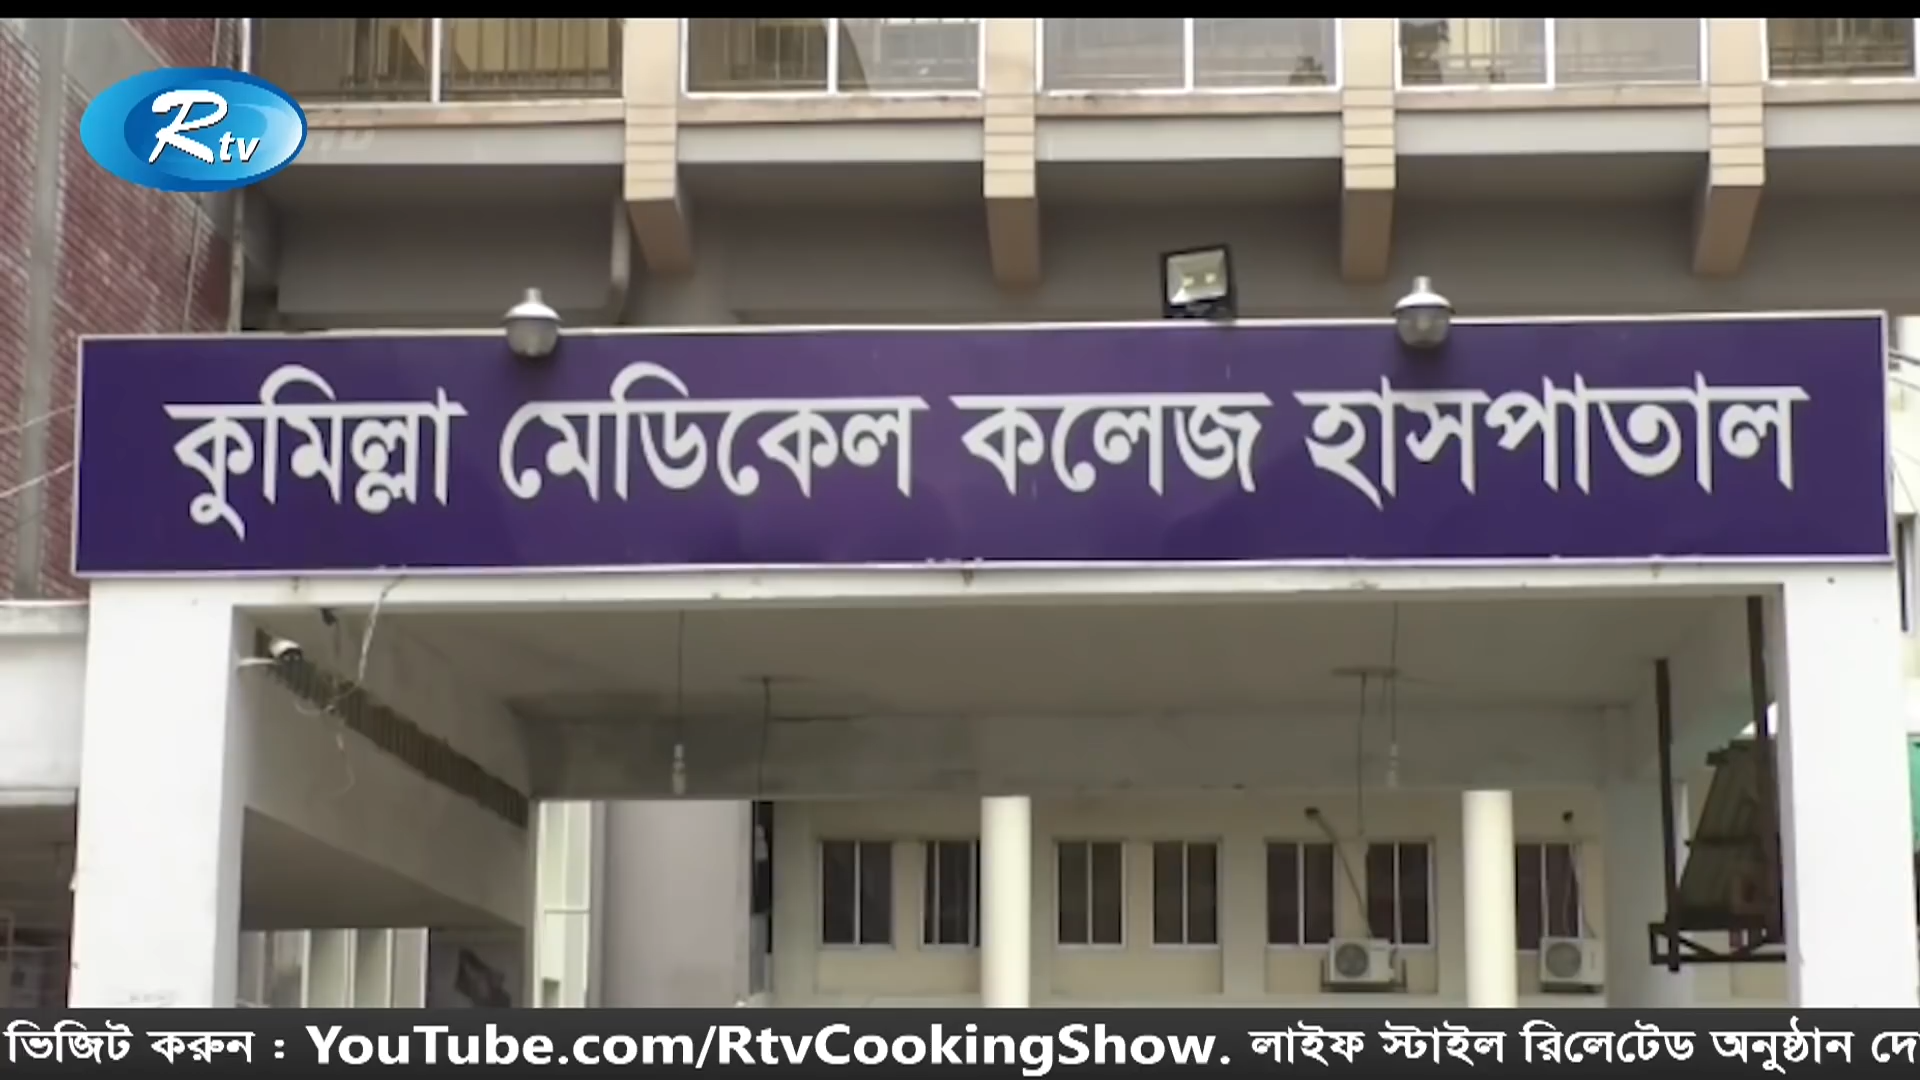 Rtv
কুমিল্লা মেডিকেল কলেজ হাসপাতাল
ভিজিট করুন : YouTube.com/RtvCookingShow. লাইফ স্টাইল রিলেটেড অনুষ্ঠান দে